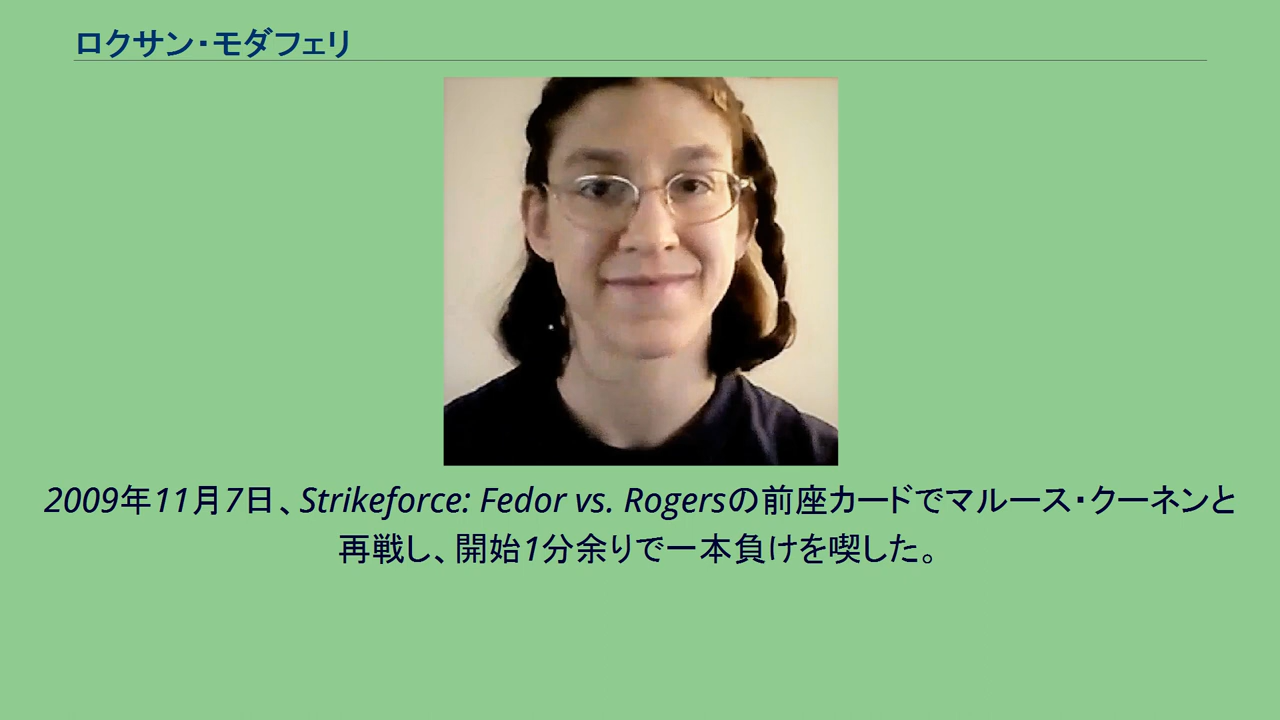 ロクサン・モダフェリ
2009年11月7日、Strikeforce: Fedor vs. Rogersの前座カードでマルース・クーネンと
再戦し、開始1分余りで一本負けを喫した。